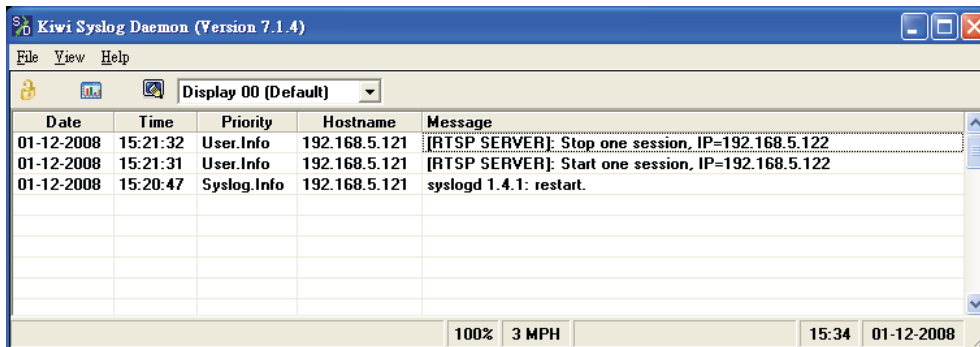 Kiwi Syslog Daemon (Version 7.1.4)
File View Help
Display 00 (Default)
Date Time Priority Hostname Message
01-12-2008 15:21:32 User.Info 192.168.5.121 [RTSP SERVER]: Stop one session, IP=192.168.5.122
01-12-2008 15:21:31 User.Info 192.168.5.121 [RTSP SERVER]: Start one session, IP=192.168.5.122
01-12-2008 15:20:47 Syslog.Info 192.168.5.121 syslogd 1.4.1: restart.
100% 3 MPH 15:34 01-12-2008